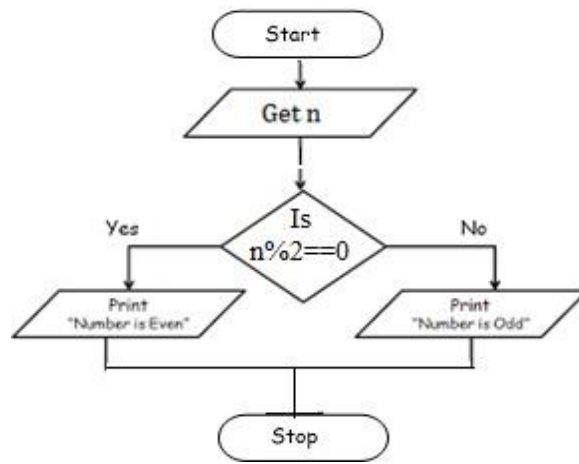 Start
Get n
Is
n%2==0
Yes
No
Print
"Number is Even"
Print
"Number is Odd"
Stop